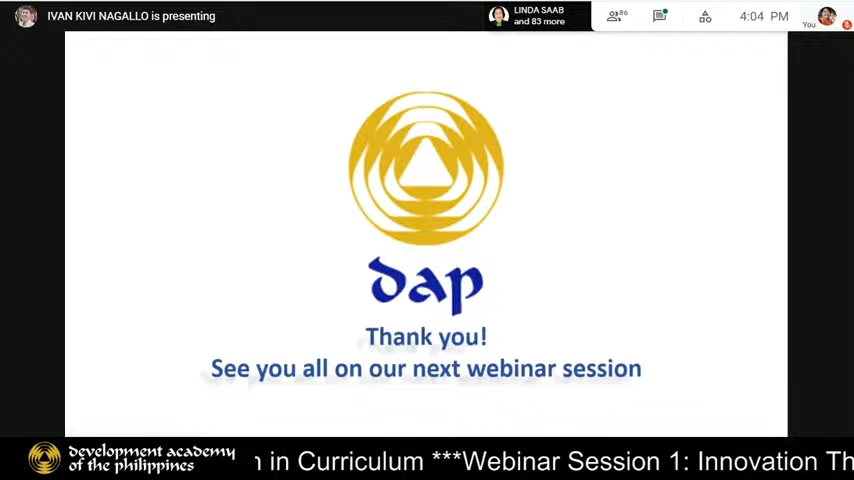 IVAN KIVI NAGALLO is presenting
LINDA SAAB
and 83 more
86
4:04 PM
You
dap
Thank you!
See you all on our next webinar session
development academy
of the philippines
in Curriculum ***Webinar Session 1: Innovation